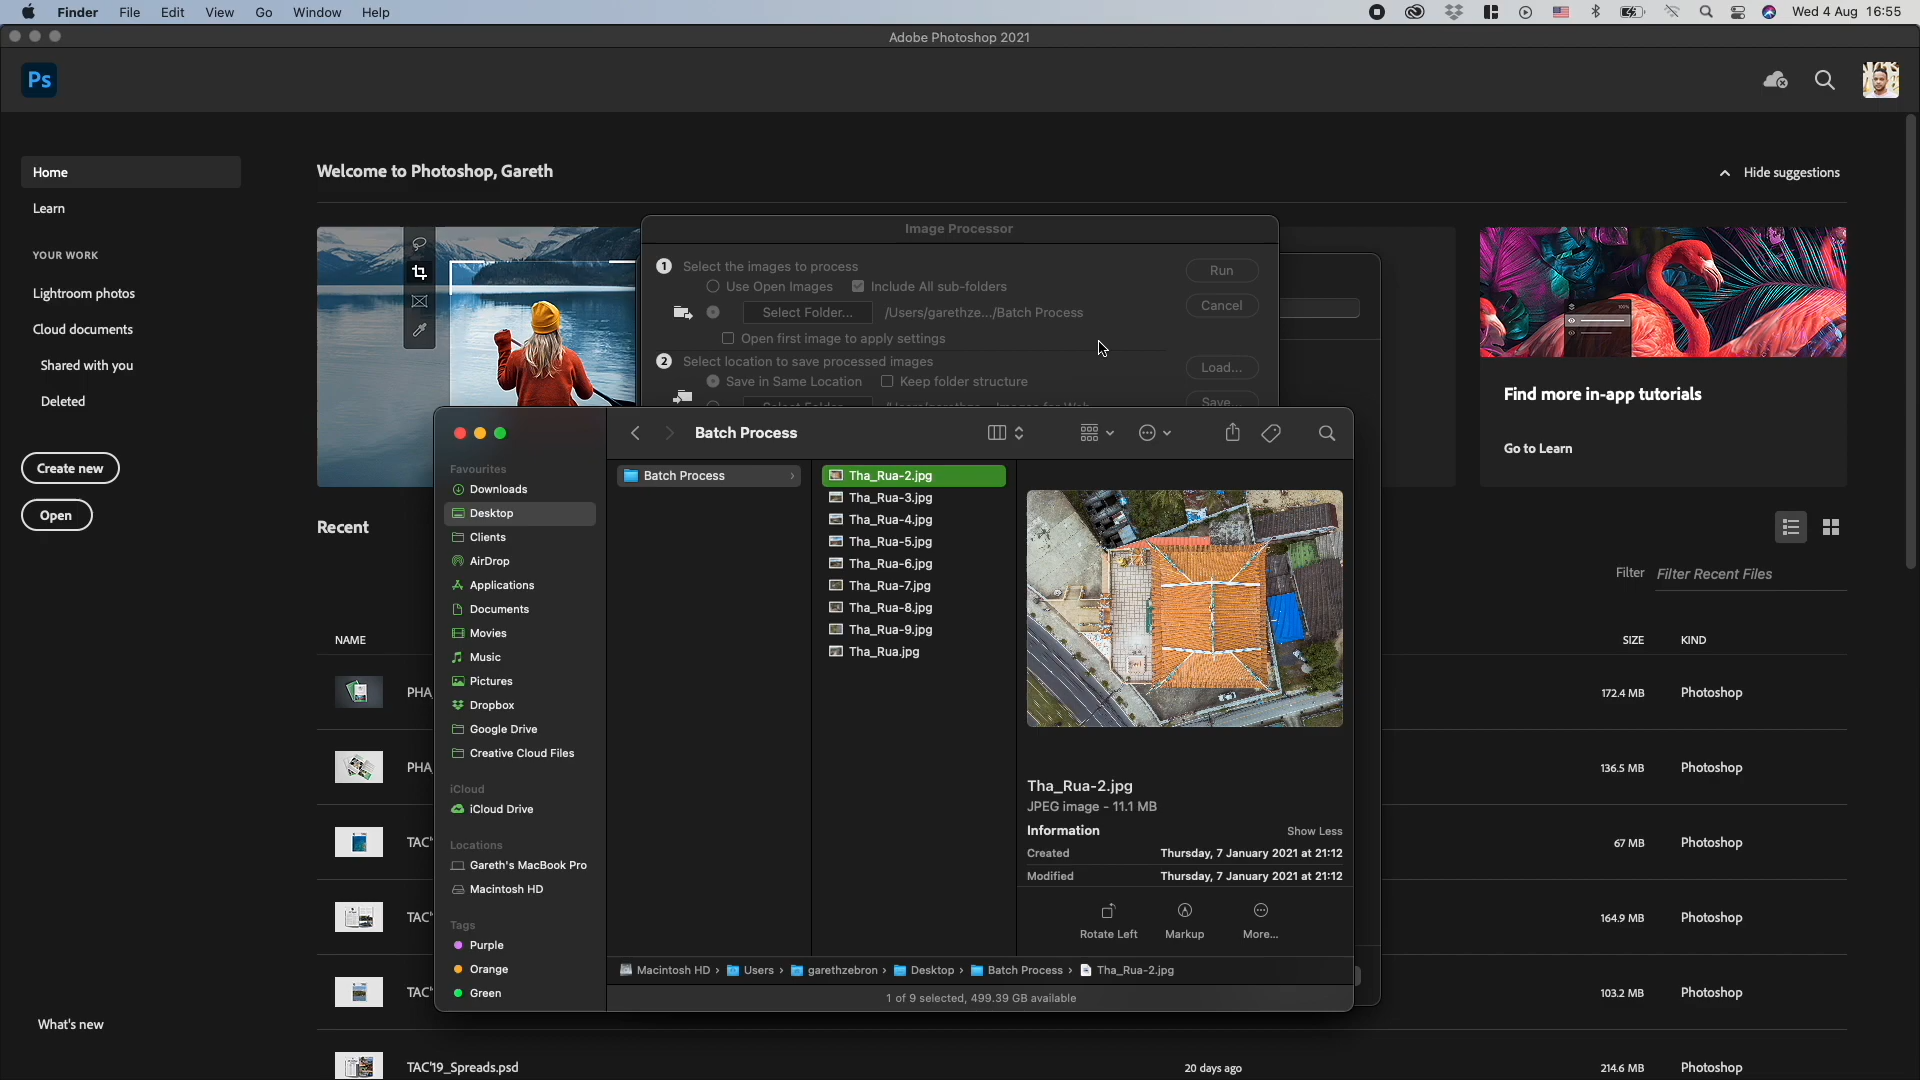 Finder File Edit View Go Window Help Wed 4 Aug 16:55
Adobe Photoshop 2021
Ps
Home
Learn
YOUR WORK
Lightroom photos
Cloud documents
Shared with you
Deleted
Create new
Open
What's new
Welcome to Photoshop, Gareth
Hide suggestions
Find more in-app tutorials
Go to Learn
Recent
Filter Filter Recent Files
NAME SIZE KIND
PHA 172.4 MB Photoshop
PHA 136.5 MB Photoshop
TAC' 67 MB Photoshop
TAC' 164.9 MB Photoshop
TAC' 103.2 MB Photoshop
TAC'19_Spreads.psd 20 days ago 214.6 MB Photoshop
Image Processor
1 Select the images to process
Use Open Images Include All sub-folders
Select Folder... /Users/garethze.../Batch Process
Open first image to apply settings
2 Select location to save processed images
Save in Same Location Keep folder structure
Select Folder... /Users/garethze... Images for Web
Run
Cancel
Load...
Save...
Batch Process
Favourites
Downloads
Desktop
Clients
AirDrop
Applications
Documents
Movies
Music
Pictures
Dropbox
Google Drive
Creative Cloud Files
iCloud
iCloud Drive
Locations
Gareth's MacBook Pro
Macintosh HD
Tags
Purple
Orange
Green
Batch Process
Tha_Rua-2.jpg
Tha_Rua-3.jpg
Tha_Rua-4.jpg
Tha_Rua-5.jpg
Tha_Rua-6.jpg
Tha_Rua-7.jpg
Tha_Rua-8.jpg
Tha_Rua-9.jpg
Tha_Rua.jpg
Tha_Rua-2.jpg
JPEG image - 11.1 MB
Information Show Less
Created Thursday, 7 January 2021 at 21:12
Modified Thursday, 7 January 2021 at 21:12
Rotate Left Markup More...
Macintosh HD › Users › garethzebron › Desktop › Batch Process › Tha_Rua-2.jpg
1 of 9 selected, 499.39 GB available